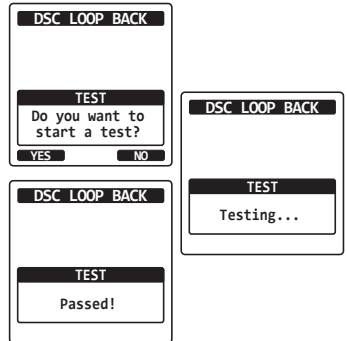 DSC LOOP BACK
TEST
Do you want to
start a test?
YES NO
DSC LOOP BACK
TEST
Testing...
DSC LOOP BACK
TEST
Passed!